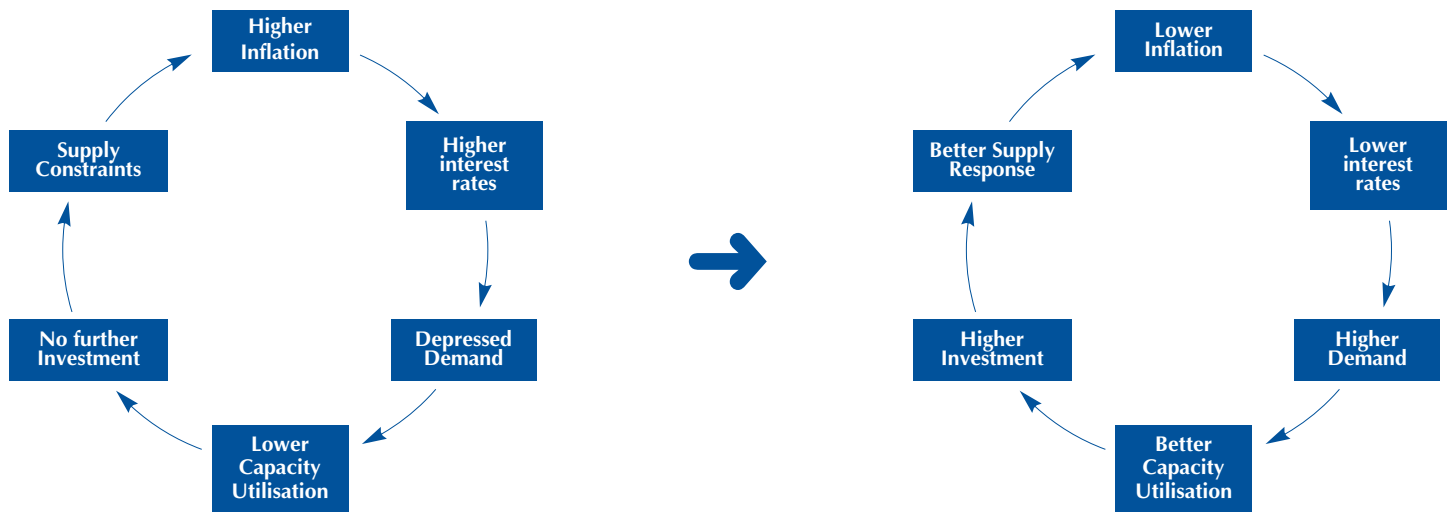 Higher
Inflation
Higher
interest
rates
Depressed
Demand
Lower
Capacity
Utilisation
No further
Investment
Supply
Constraints
Lower
Inflation
Lower
interest
rates
Higher
Demand
Better
Capacity
Utilisation
Higher
Investment
Better Supply
Response